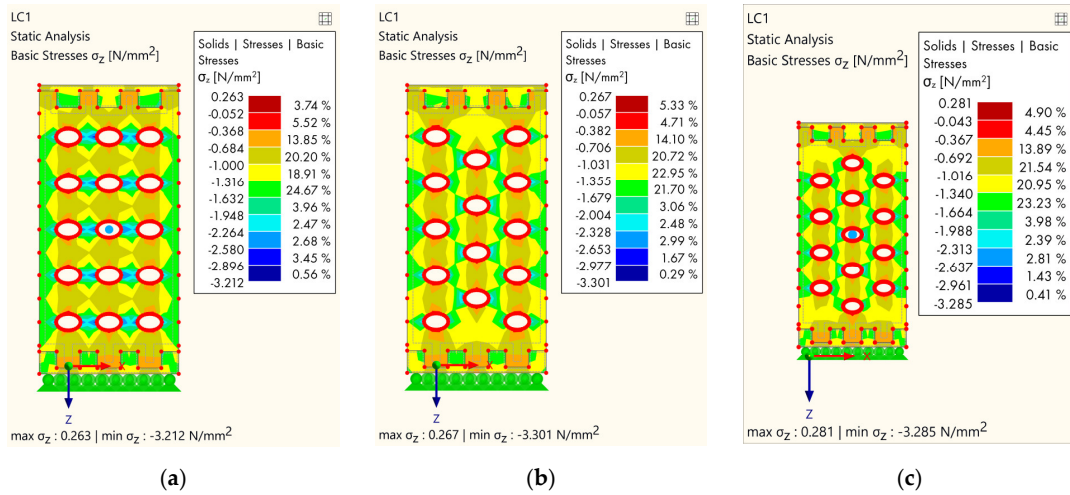 LC1
Static Analysis
Basic Stresses σz [N/mm²]
Solids | Stresses | Basic
Stresses
σz [N/mm²]
0.263
3.74 %
-0.052
5.52 %
-0.368
13.85 %
-0.684
20.20 %
-1.000
18.91 %
-1.316
24.67 %
-1.632
3.96 %
-1.948
2.47 %
-2.264
2.68 %
-2.580
3.45 %
-2.896
0.56 %
-3.212
X
Z
max σz : 0.263 | min σz : -3.212 N/mm²
(a)
LC1
Static Analysis
Basic Stresses σz [N/mm²]
Solids | Stresses | Basic
Stresses
σz [N/mm²]
0.267
5.33 %
-0.057
4.71 %
-0.382
14.10 %
-0.706
20.72 %
-1.031
22.95 %
-1.355
21.70 %
-1.679
3.06 %
-2.004
2.48 %
-2.328
2.99 %
-2.653
1.67 %
-2.977
0.29 %
-3.301
X
Z
max σz : 0.267 | min σz : -3.301 N/mm²
(b)
LC1
Static Analysis
Basic Stresses σz [N/mm²]
Solids | Stresses | Basic
Stresses
σz [N/mm²]
0.281
4.90 %
-0.043
4.45 %
-0.367
13.89 %
-0.692
21.54 %
-1.016
20.95 %
-1.340
23.23 %
-1.664
3.98 %
-1.988
2.39 %
-2.313
2.81 %
-2.637
1.43 %
-2.961
0.41 %
-3.285
X
Z
max σz : 0.281 | min σz : -3.285 N/mm²
(c)